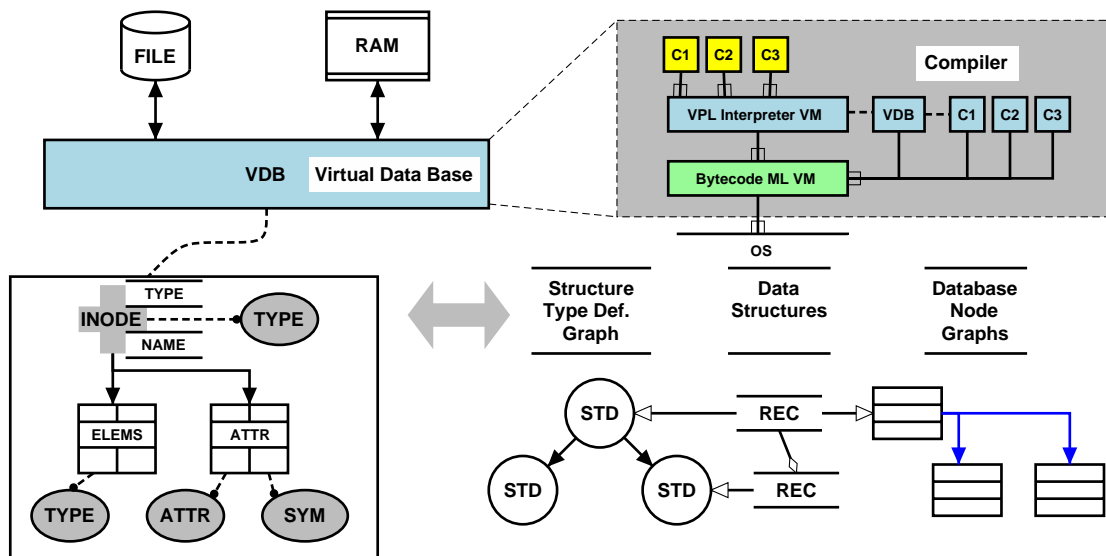 FILE
RAM
C1
C2
C3
Compiler
VPL Interpreter VM
VDB
C1
C2
C3
VDB
Virtual Data Base
Bytecode ML VM
OS
TYPE
INODE
TYPE
NAME
Structure
Type Def.
Graph
Data
Structures
Database
Node
Graphs
ELEMS
ATTR
STD
REC
STD
STD
REC
TYPE
ATTR
SYM